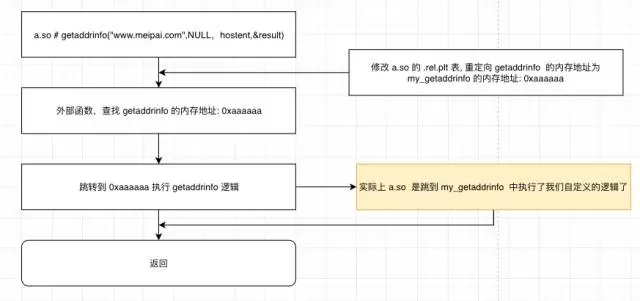 a.so # getaddrinfo("www.meipai.com",NULL，hostent,&result)
修改 a.so 的 .rel.plt 表, 重定向 getaddrinfo 的内存地址为
my_getaddrinfo 的内存地址: 0xaaaaaa
外部函数，查找 getaddrinfo 的内存地址: 0xaaaaaa
跳转到 0xaaaaaa 执行 getaddrinfo 逻辑
实际上 a.so 是跳到 my_getaddrinfo 中执行了我们自定义的逻辑了
返回